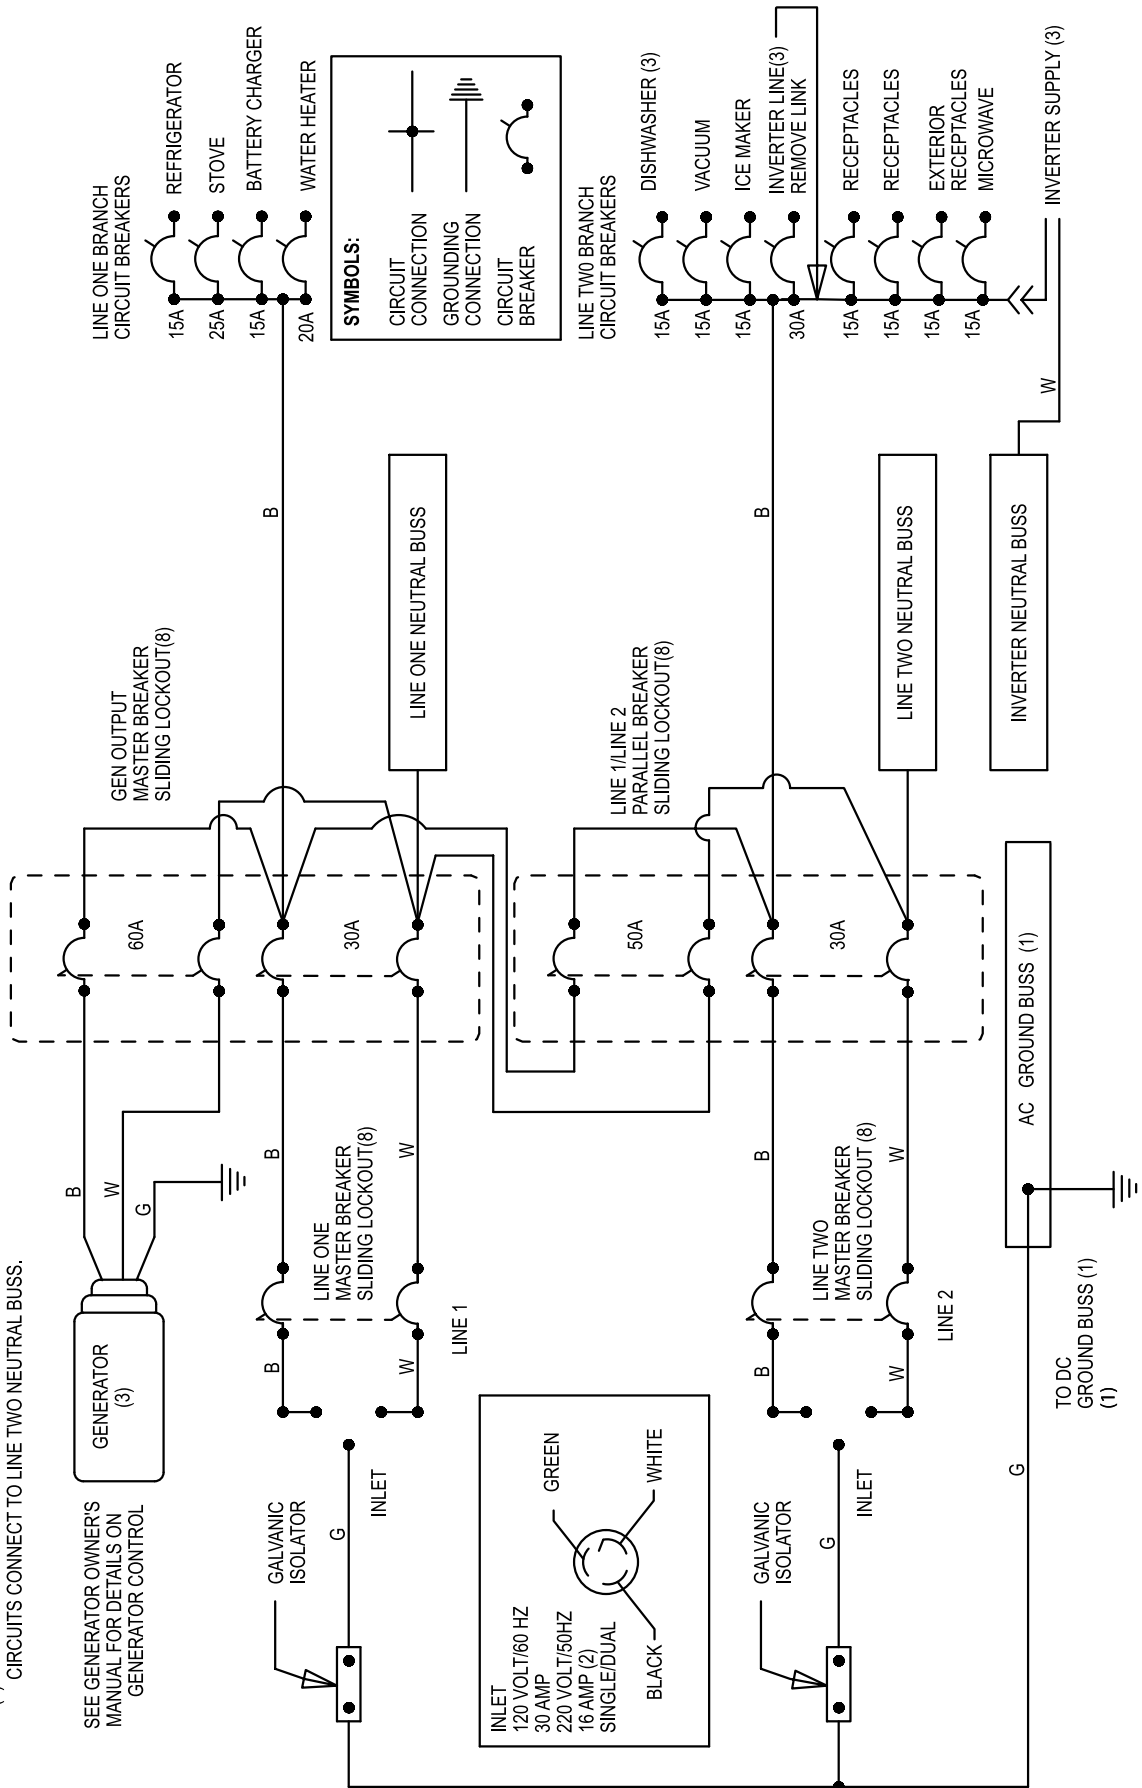 CIRCUITS CONNECT TO LINE TWO NEUTRAL BUSS.
SEE GENERATOR OWNER'S
MANUAL FOR DETAILS ON
GENERATOR CONTROL
GENERATOR
(3)
B
W
G
GEN OUTPUT
MASTER BREAKER
SLIDING LOCKOUT(8)
60A
30A
LINE ONE BRANCH
CIRCUIT BREAKERS
15A
REFRIGERATOR
25A
STOVE
15A
BATTERY CHARGER
20A
WATER HEATER
B
B
B
W
W
LINE ONE
MASTER BREAKER
SLIDING LOCKOUT(8)
LINE 1
LINE ONE NEUTRAL BUSS
GALVANIC
ISOLATOR
G
INLET
SYMBOLS:
CIRCUIT
CONNECTION
GROUNDING
CONNECTION
CIRCUIT
BREAKER
INLET
120 VOLT/60 HZ
30 AMP
220 VOLT/50HZ
16 AMP (2)
SINGLE/DUAL
GREEN
WHITE
BLACK
LINE 1/LINE 2
PARALLEL BREAKER
SLIDING LOCKOUT(8)
50A
30A
LINE TWO BRANCH
CIRCUIT BREAKERS
15A
DISHWASHER (3)
15A
VACUUM
15A
ICE MAKER
30A
INVERTER LINE(3)
REMOVE LINK
15A
RECEPTACLES
15A
RECEPTACLES
15A
EXTERIOR
RECEPTACLES
15A
MICROWAVE
INVERTER SUPPLY (3)
W
B
B
B
W
W
LINE TWO
MASTER BREAKER
SLIDING LOCKOUT (8)
LINE 2
LINE TWO NEUTRAL BUSS
INVERTER NEUTRAL BUSS
GALVANIC
ISOLATOR
G
INLET
AC GROUND BUSS (1)
G
TO DC
GROUND BUSS (1)
(1)